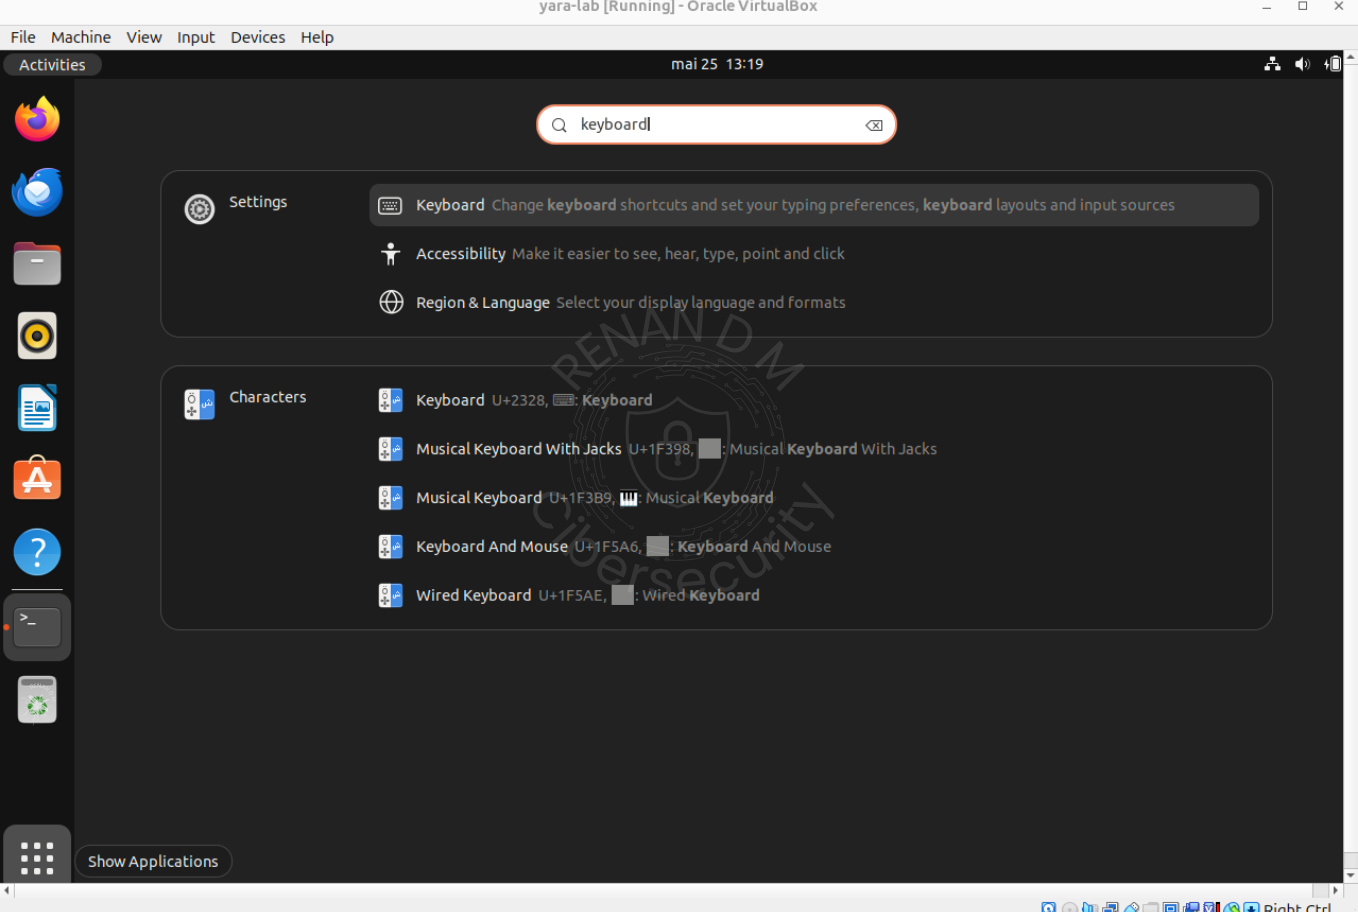 yara-lab [Running] - Oracle VirtualBox
File Machine View Input Devices Help
Activities
mai 25 13:19
keyboard
Settings
Keyboard Change keyboard shortcuts and set your typing preferences, keyboard layouts and input sources
Accessibility Make it easier to see, hear, type, point and click
Region & Language Select your display language and formats
RENAN D M
Cibersecurity
Characters
Keyboard U+2328, ⌨: Keyboard
Musical Keyboard With Jacks U+1F398, : Musical Keyboard With Jacks
Musical Keyboard U+1F3B9, 🎹: Musical Keyboard
Keyboard And Mouse U+1F5A6, : Keyboard And Mouse
Wired Keyboard U+1F5AE, : Wired Keyboard
Show Applications
Right Ctrl